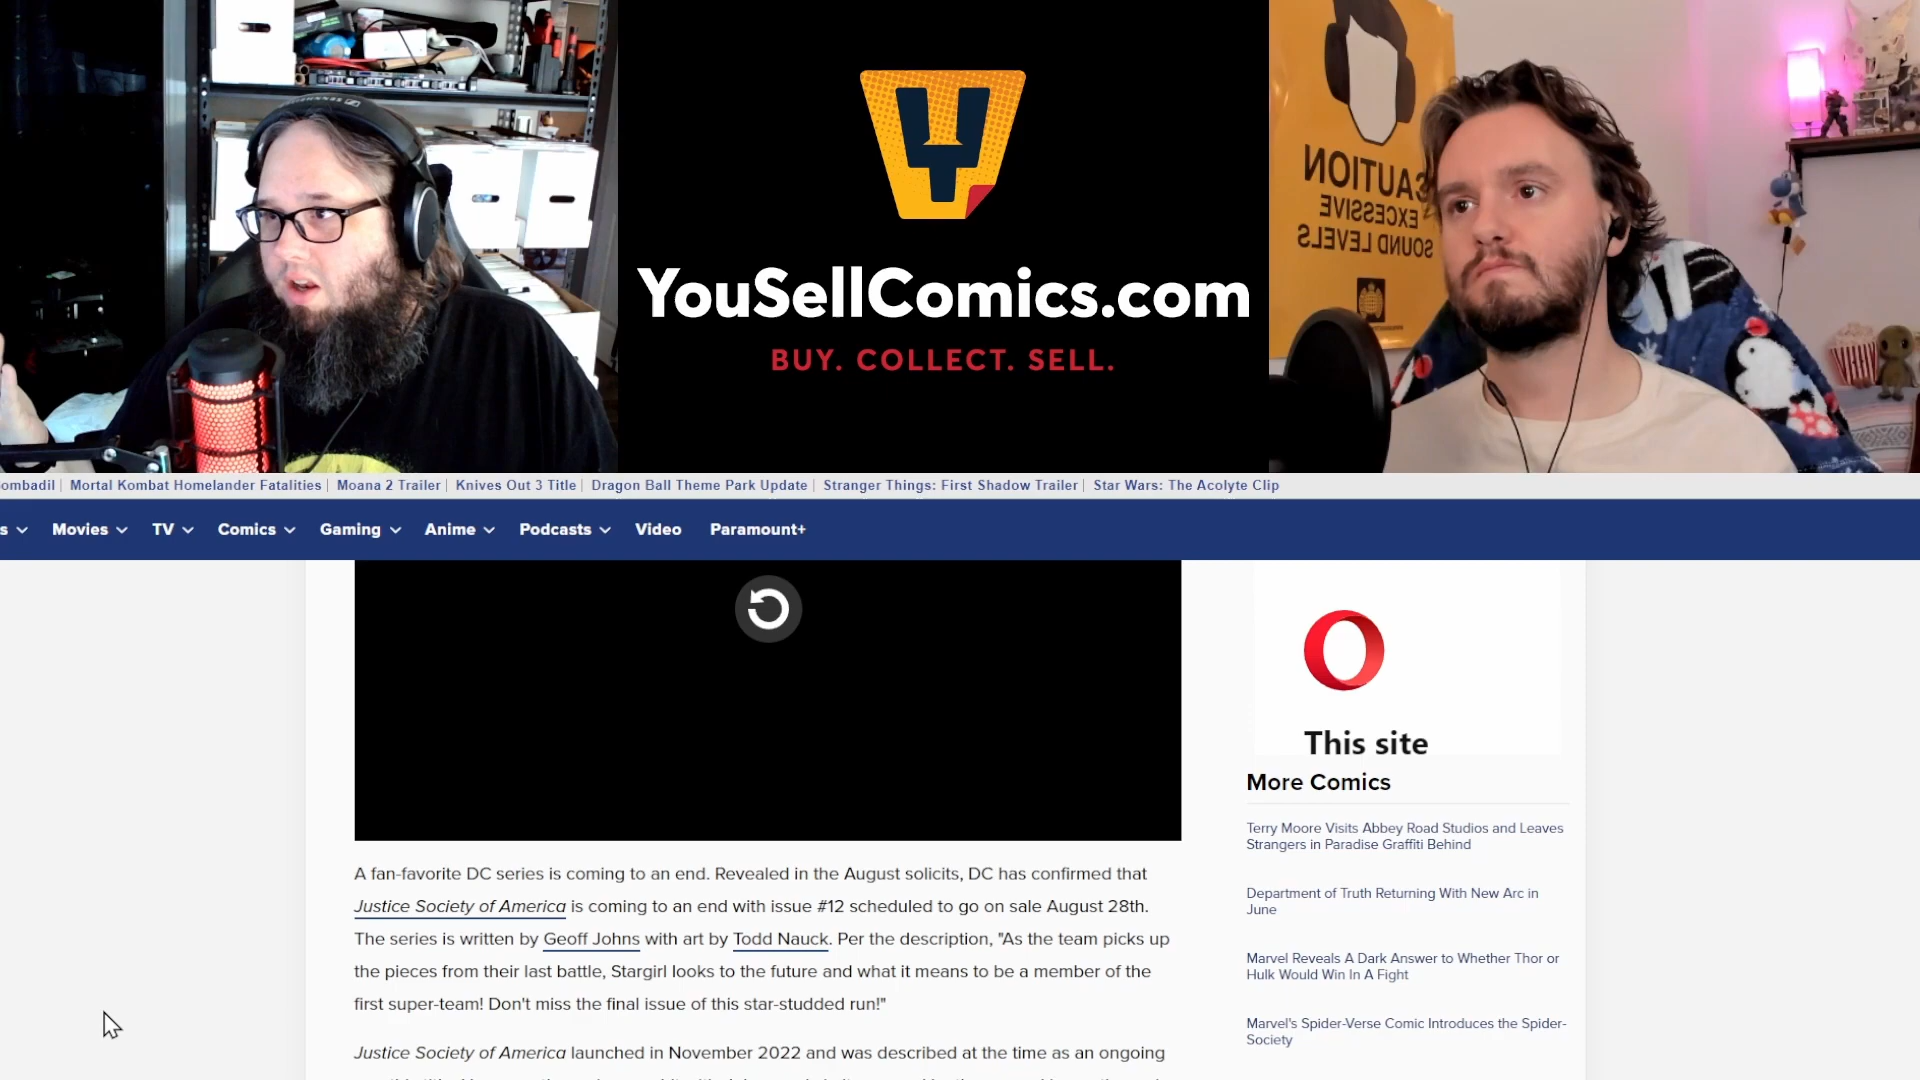 YouSellComics.com
BUY. COLLECT. SELL.
CAUTION
EXCESSIVE
SOUND LEVELS
ombadil | Mortal Kombat Homelander Fatalities | Moana 2 Trailer | Knives Out 3 Title | Dragon Ball Theme Park Update | Stranger Things: First Shadow Trailer | Star Wars: The Acolyte Clip
s Movies TV Comics Gaming Anime Podcasts Video Paramount+
A fan-favorite DC series is coming to an end. Revealed in the August solicits, DC has confirmed that
Justice Society of America is coming to an end with issue #12 scheduled to go on sale August 28th.
The series is written by Geoff Johns with art by Todd Nauck. Per the description, "As the team picks up
the pieces from their last battle, Stargirl looks to the future and what it means to be a member of the
first super-team! Don't miss the final issue of this star-studded run!"
Justice Society of America launched in November 2022 and was described at the time as an ongoing
This site
More Comics
Terry Moore Visits Abbey Road Studios and Leaves
Strangers in Paradise Graffiti Behind
Department of Truth Returning With New Arc in
June
Marvel Reveals A Dark Answer to Whether Thor or
Hulk Would Win In A Fight
Marvel's Spider-Verse Comic Introduces the Spider-
Society